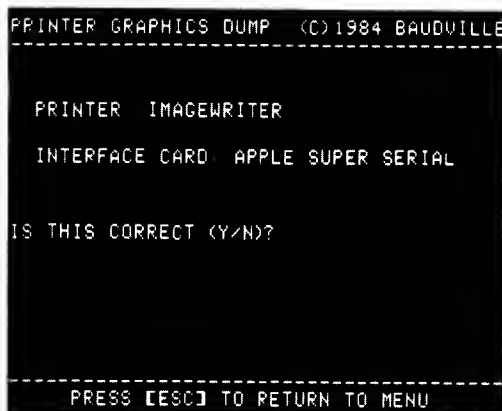 PRINTER GRAPHICS DUMP (C)1984 BAUDVILLE
PRINTER IMAGEWRITER
INTERFACE CARD APPLE SUPER SERIAL
IS THIS CORRECT (Y/N)?
PRESS [ESC] TO RETURN TO MENU